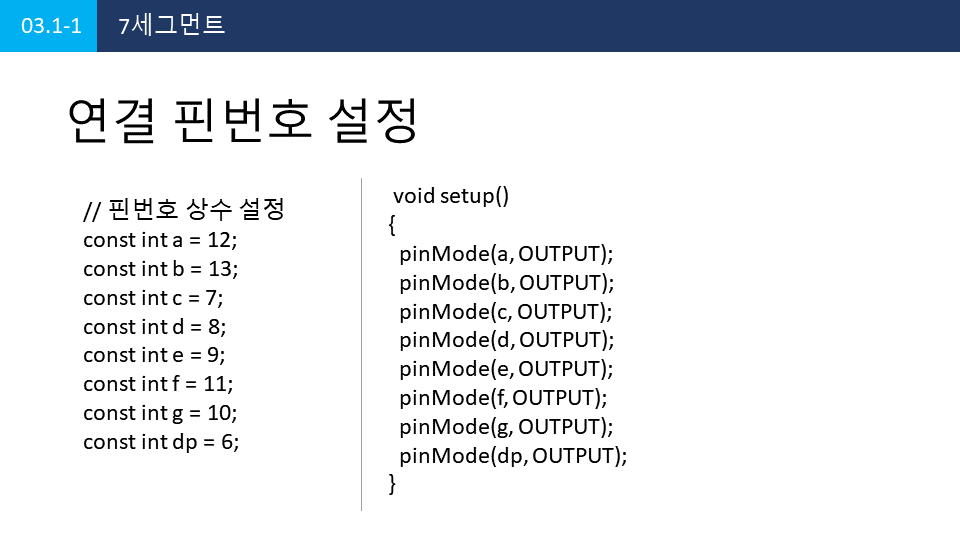 03.1-1
7세그먼트
연결 핀번호 설정
// 핀번호 상수 설정
const int a = 12;
const int b = 13;
const int c = 7;
const int d = 8;
const int e = 9;
const int f = 11;
const int g = 10;
const int dp = 6;
void setup()
{
pinMode(a, OUTPUT);
pinMode(b, OUTPUT);
pinMode(c, OUTPUT);
pinMode(d, OUTPUT);
pinMode(e, OUTPUT);
pinMode(f, OUTPUT);
pinMode(g, OUTPUT);
pinMode(dp, OUTPUT);
}